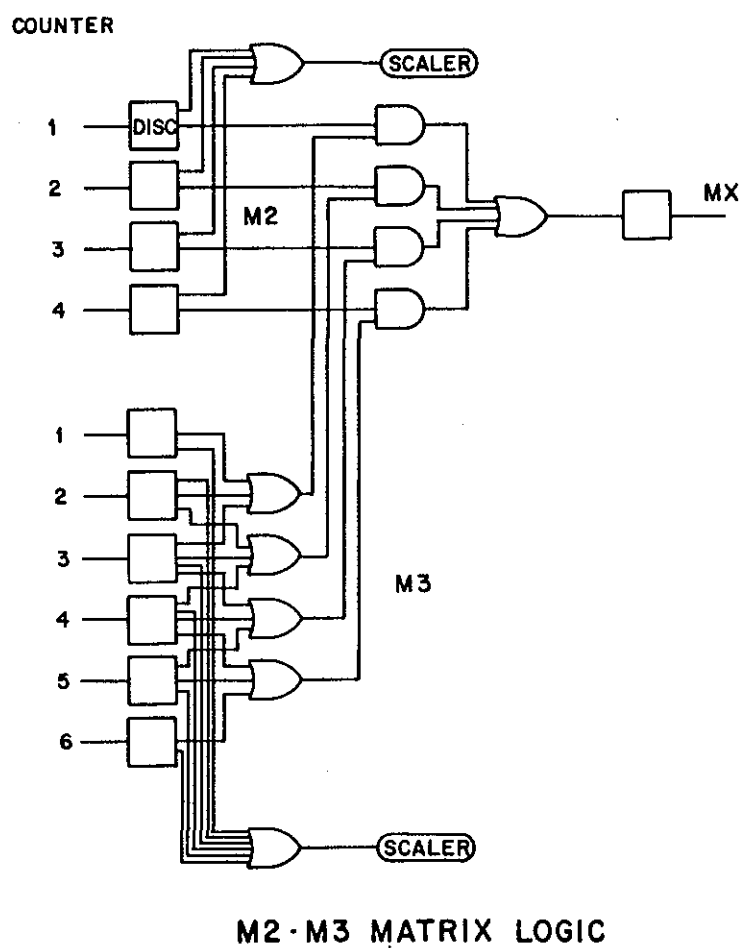 COUNTER
SCALER
1
DISC
2
MX
M2
3
4
1
2
3
M3
4
5
6
SCALER
M2·M3 MATRIX LOGIC